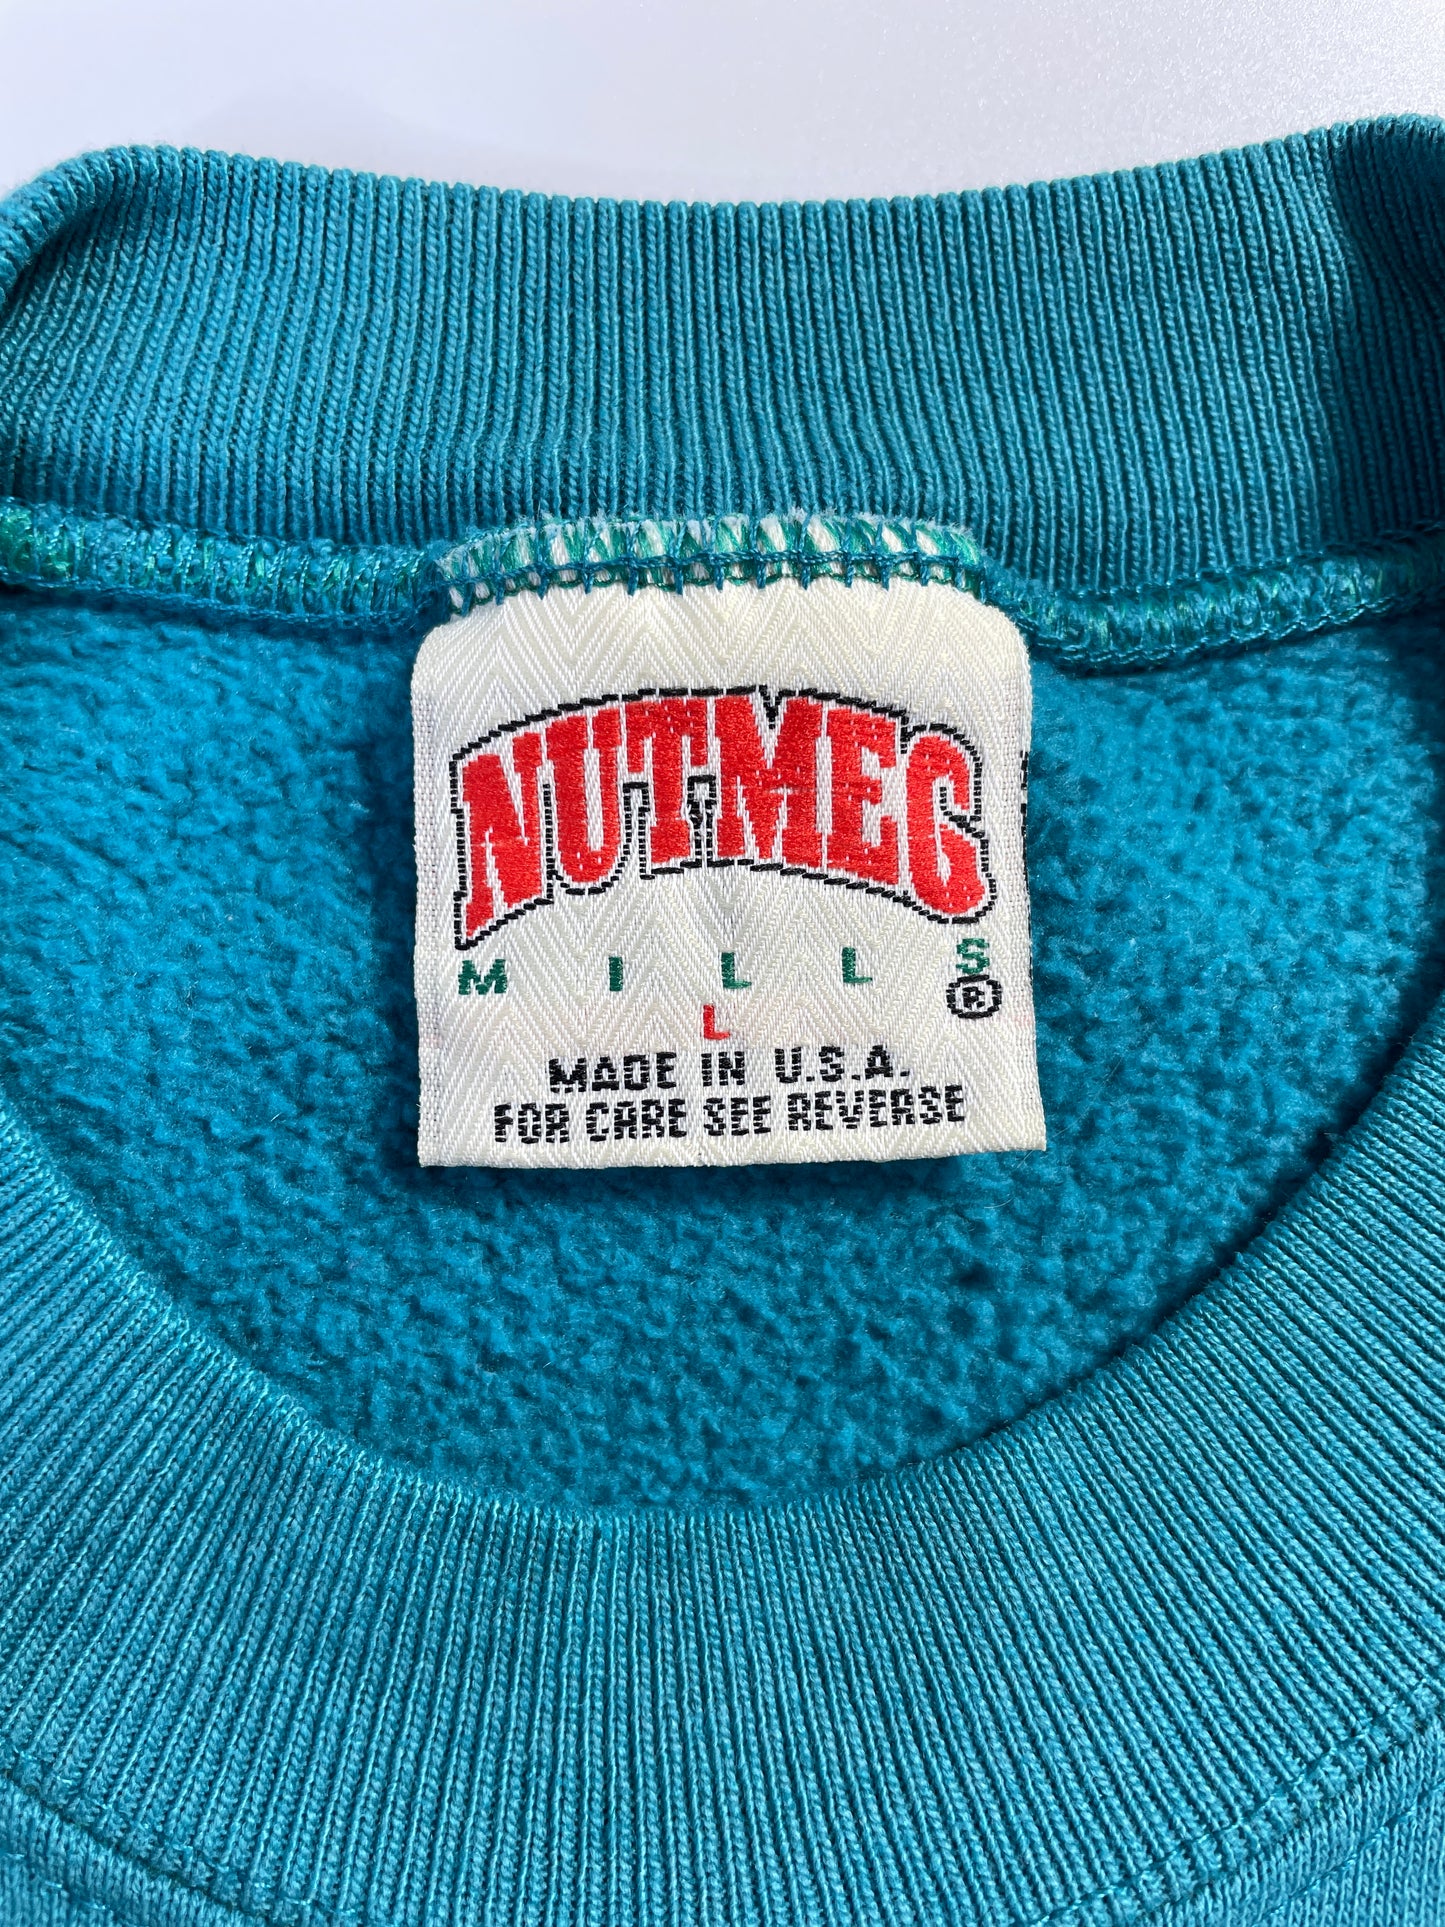 NUTMEG
MILLS
®
L
MADE IN U.S.A.
FOR CARE SEE REVERSE